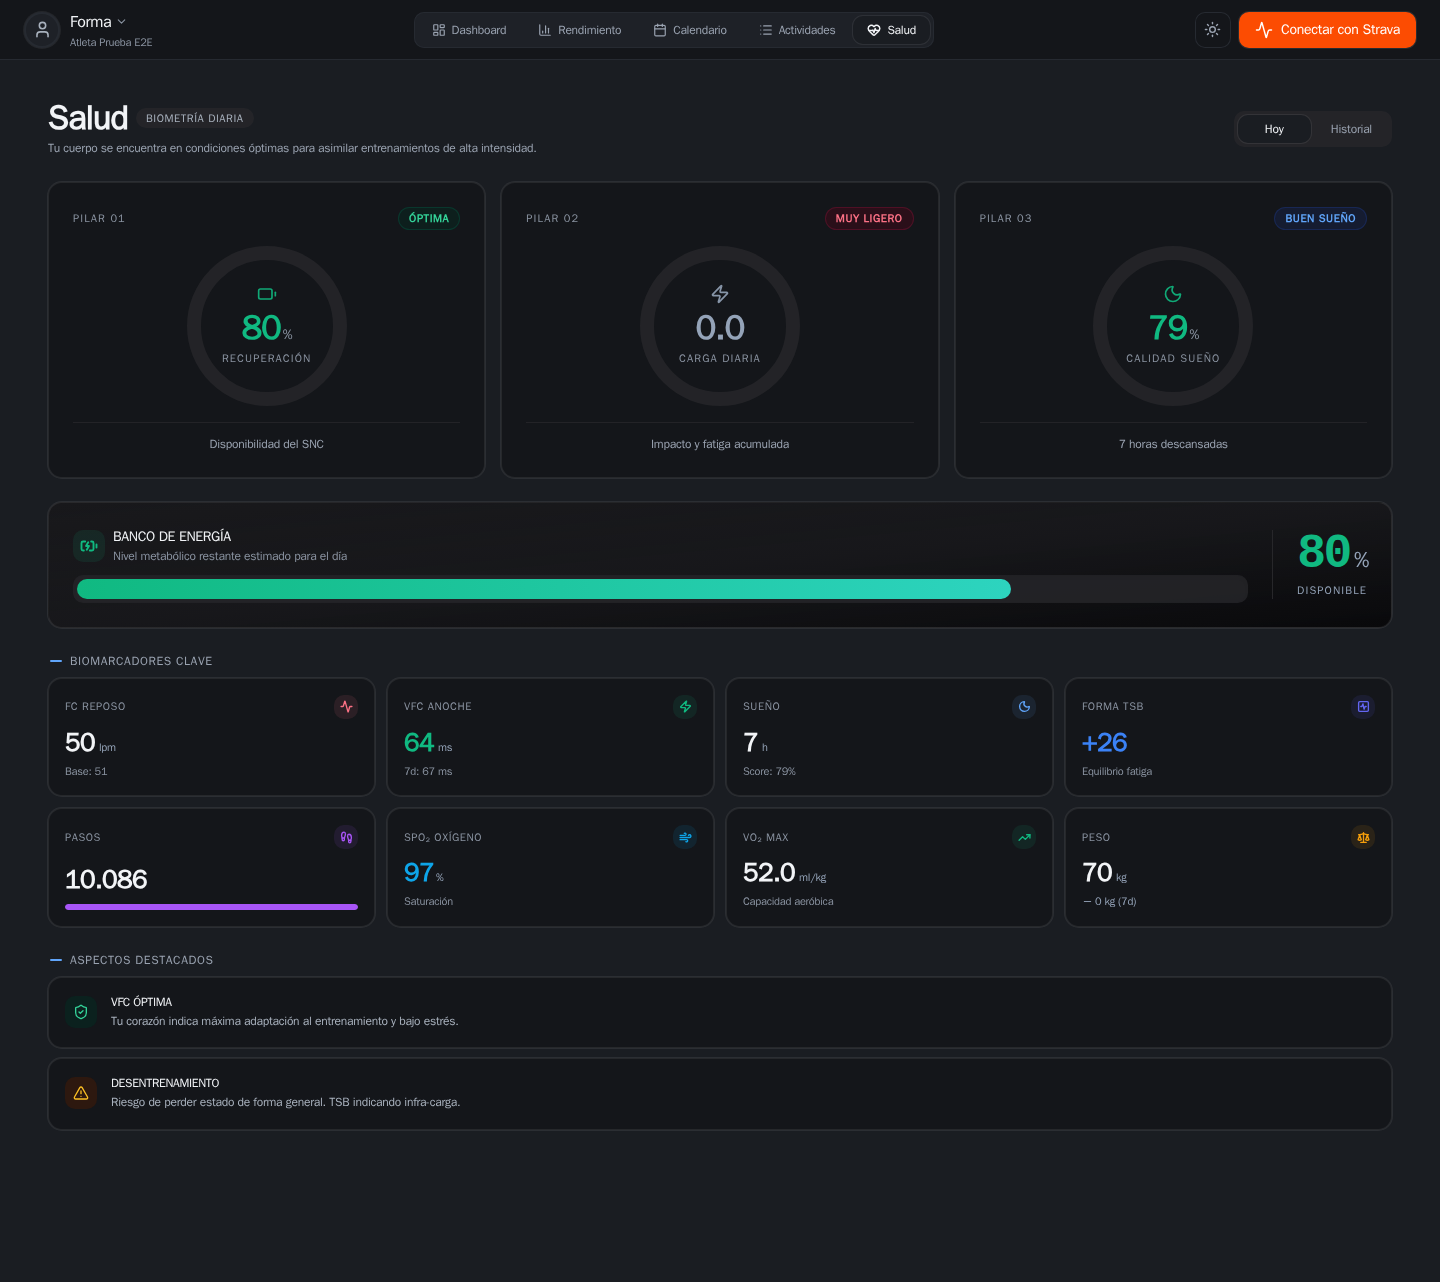 Forma
Atleta Prueba E2E
Dashboard
Rendimiento
Calendario
Actividades
Salud
Conectar con Strava
Salud
BIOMETRÍA DIARIA
Tu cuerpo se encuentra en condiciones óptimas para asimilar entrenamientos de alta intensidad.
Hoy
Historial
PILAR 01
ÓPTIMA
80%
RECUPERACIÓN
Disponibilidad del SNC
PILAR 02
MUY LIGERO
0.0
CARGA DIARIA
Impacto y fatiga acumulada
PILAR 03
BUEN SUEÑO
79%
CALIDAD SUEÑO
7 horas descansadas
BANCO DE ENERGÍA
Nivel metabólico restante estimado para el día
80%
DISPONIBLE
BIOMARCADORES CLAVE
FC REPOSO
50 lpm
Base: 51
VFC ANOCHE
64 ms
7d: 67 ms
SUEÑO
7 h
Score: 79%
FORMA TSB
+26
Equilibrio fatiga
PASOS
10.086
SPO₂ OXÍGENO
97 %
Saturación
VO₂ MAX
52.0 ml/kg
Capacidad aeróbica
PESO
70 kg
— 0 kg (7d)
ASPECTOS DESTACADOS
VFC ÓPTIMA
Tu corazón indica máxima adaptación al entrenamiento y bajo estrés.
DESENTRENAMIENTO
Riesgo de perder estado de forma general. TSB indicando infra-carga.